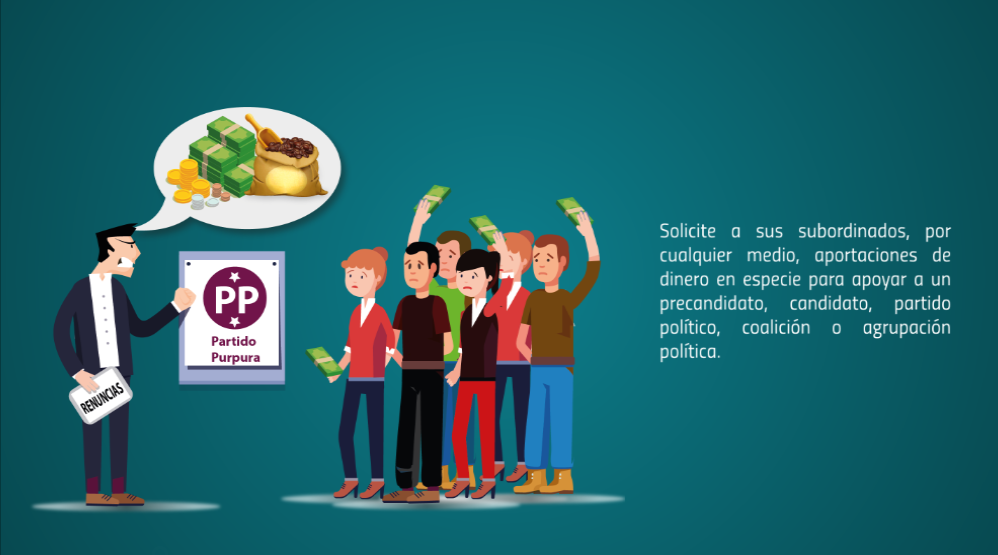 PP
Partido
Purpura
RENUNCIAS
Solicite a sus subordinados, por
cualquier medio, aportaciones de
dinero en especie para apoyar a un
precandidato, candidato, partido
político, coalición o agrupación
política.